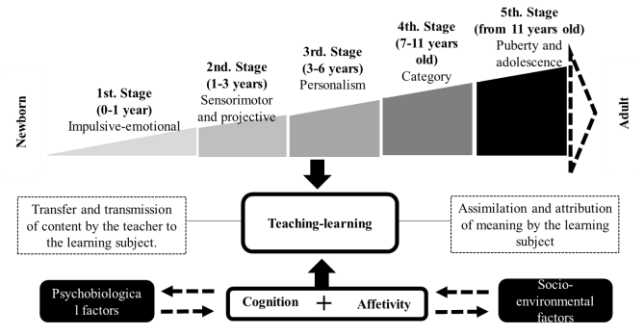 Newborn
1st. Stage
(0-1 year)
Impulsive-emotional
2nd. Stage
(1-3 years)
Sensorimotor
and projective
3rd. Stage
(3-6 years)
Personalism
4th. Stage
(7-11 years
old)
Category
5th. Stage
(from 11 years old)
Puberty and
adolescence
Adult
Transfer and transmission
of content by the teacher to
the learning subject.
Teaching-learning
Assimilation and attribution
of meaning by the learning
subject
Psychobiologica
l factors
Cognition + Affetivity
Socio-
environmental
factors